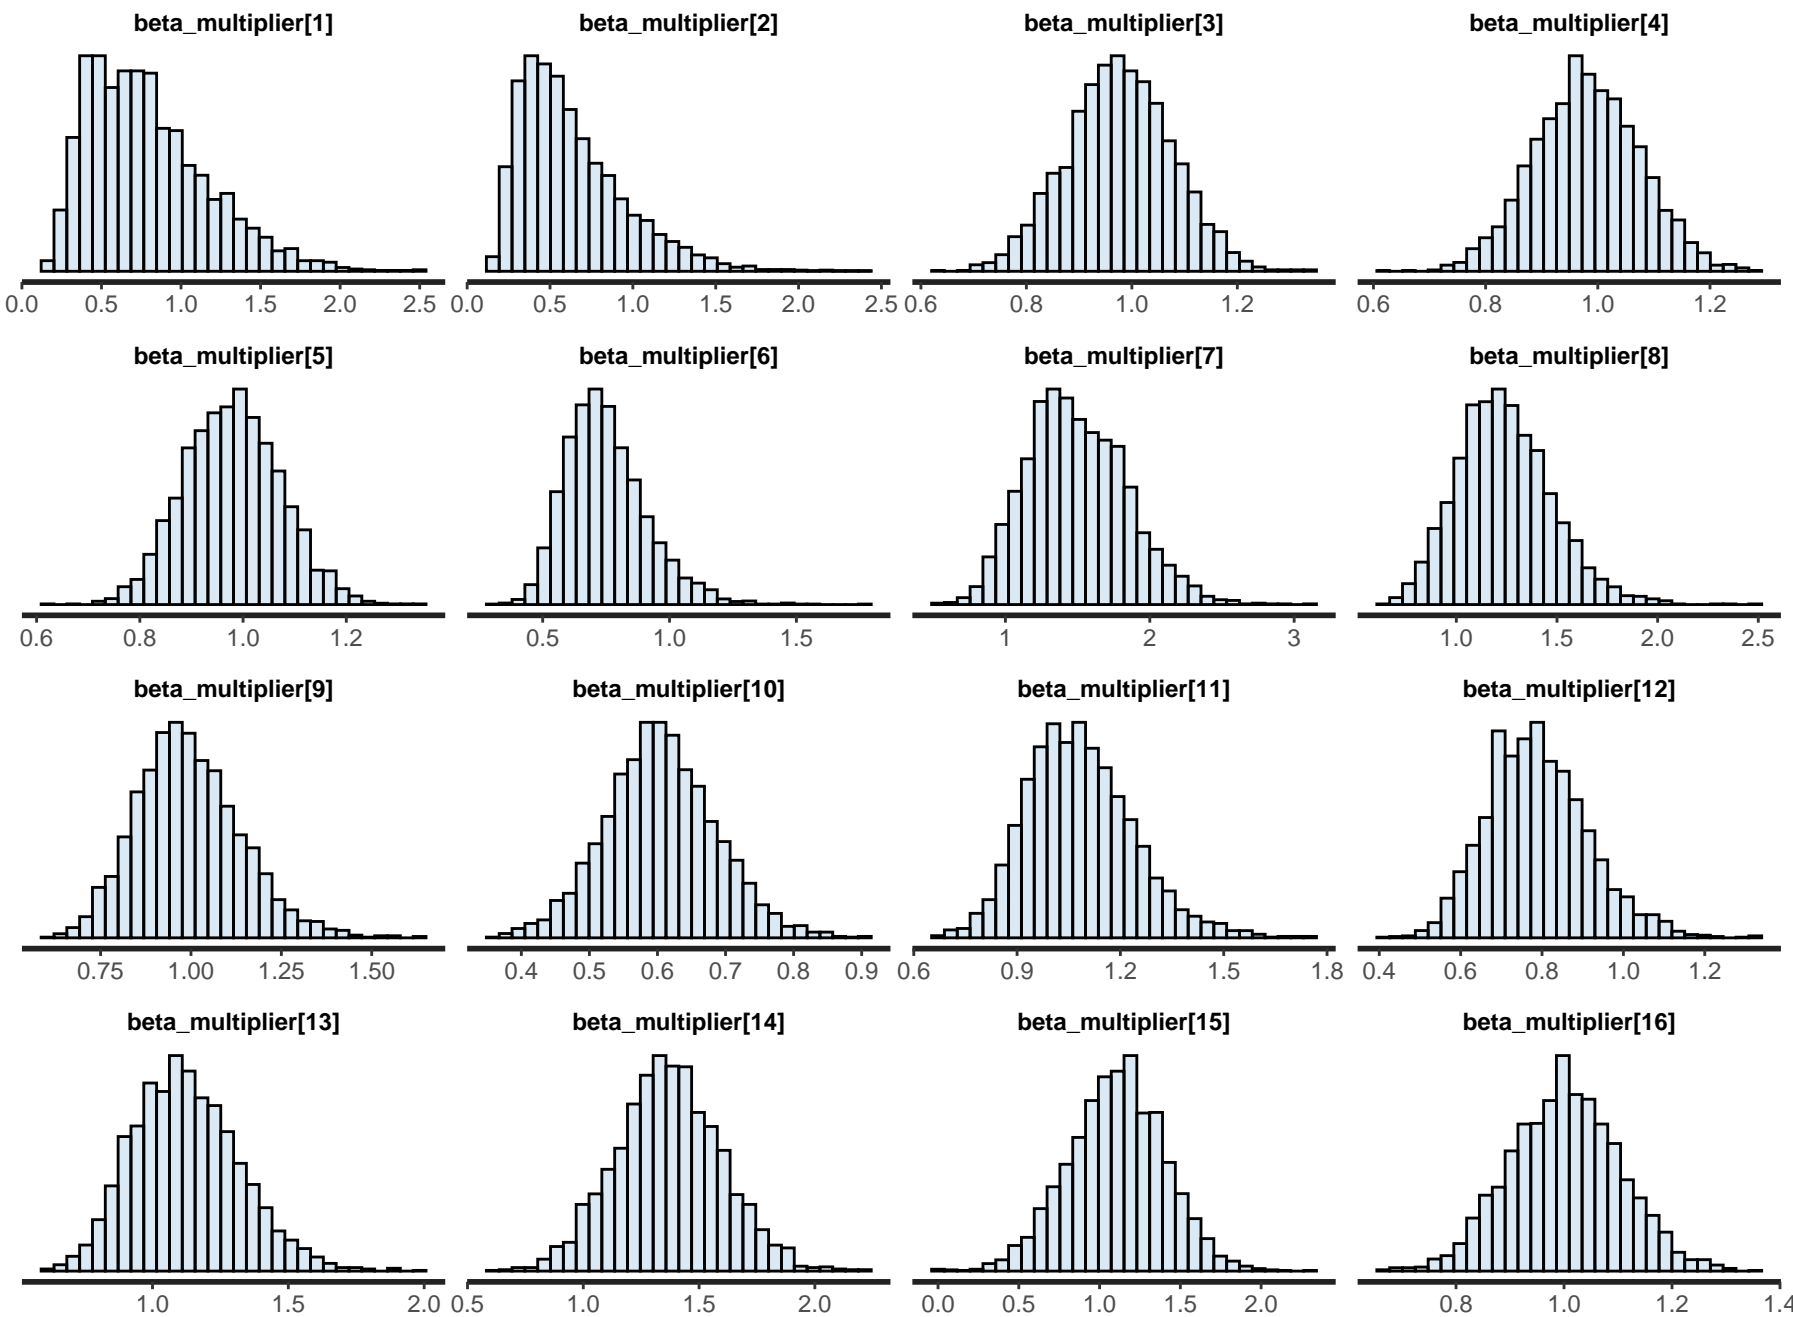 beta_multiplier[1] beta_multiplier[2] beta_multiplier[3] beta_multiplier[4]
0.0 0.5 1.0 1.5 2.0 2.5 0.0 0.5 1.0 1.5 2.0 2.5 0.6 0.8 1.0 1.2 0.6 0.8 1.0 1.2
beta_multiplier[5] beta_multiplier[6] beta_multiplier[7] beta_multiplier[8]
0.6 0.8 1.0 1.2 0.5 1.0 1.5 1 2 3 1.0 1.5 2.0 2.5
beta_multiplier[9] beta_multiplier[10] beta_multiplier[11] beta_multiplier[12]
0.75 1.00 1.25 1.50 0.4 0.5 0.6 0.7 0.8 0.9 0.6 0.9 1.2 1.5 1.8 0.4 0.6 0.8 1.0 1.2
beta_multiplier[13] beta_multiplier[14] beta_multiplier[15] beta_multiplier[16]
1.0 1.5 2.0 0.5 1.0 1.5 2.0 0.0 0.5 1.0 1.5 2.0 0.8 1.0 1.2 1.4